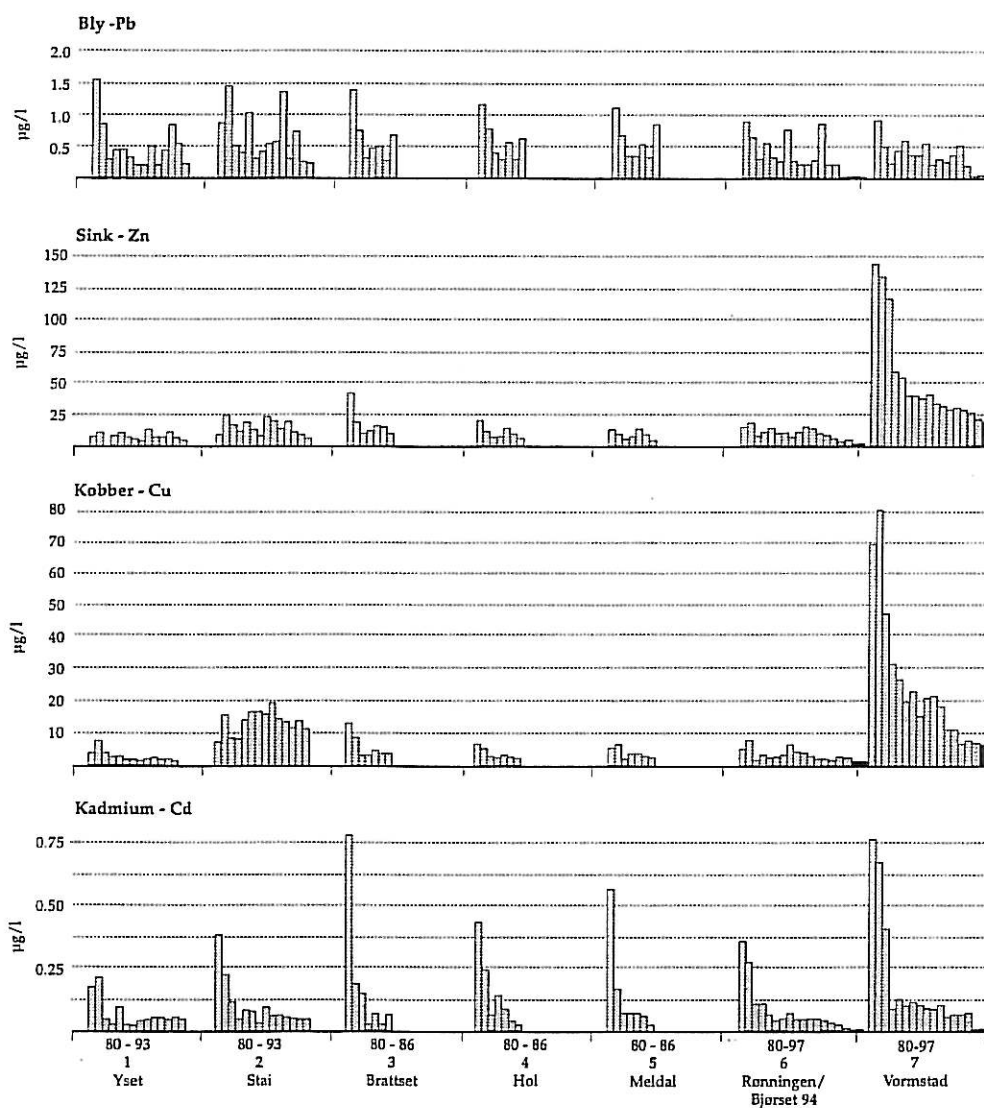 Bly -Pb
2.0
1.5
1.0
0.5
µg/l
Sink - Zn
150
125
100
75
50
25
µg/l
Kobber - Cu
80
70
60
50
40
30
20
10
µg/l
Kadmium - Cd
0.75
0.50
0.25
µg/l
80 - 93 80 - 93 80 - 86 80 - 86 80 - 86 80-97 80-97
1 2 3 4 5 6 7
Yset Stai Brattset Hol Meldal Rønningen/ Vormstad
Bjørset 94